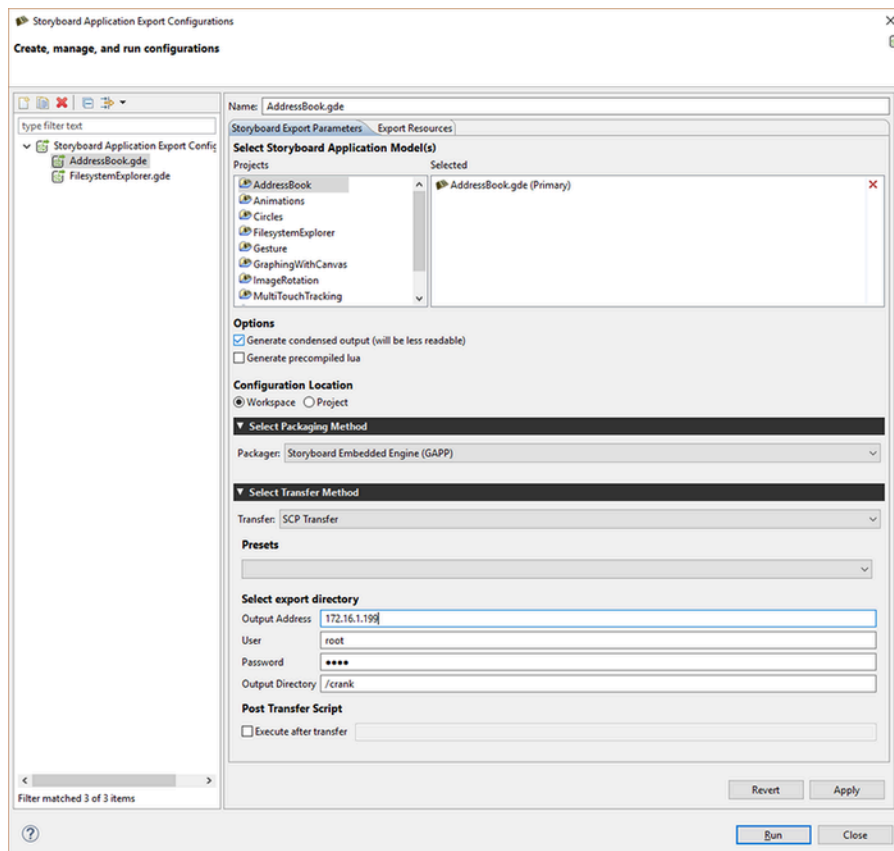 Storyboard Application Export Configurations
Create, manage, and run configurations
type filter text
Storyboard Application Export Config
AddressBook.gde
FilesystemExplorer.gde
Filter matched 3 of 3 items
Name: AddressBook.gde
Storyboard Export Parameters Export Resources
Select Storyboard Application Model(s)
Projects Selected
AddressBook
Animations
Circles
FilesystemExplorer
Gesture
GraphingWithCanvas
ImageRotation
MultiTouchTracking
AddressBook.gde (Primary)
Options
Generate condensed output (will be less readable)
Generate precompiled lua
Configuration Location
Workspace Project
Select Packaging Method
Packager: Storyboard Embedded Engine (GAPP)
Select Transfer Method
Transfer: SCP Transfer
Presets
Select export directory
Output Address 172.16.1.199
User root
Password ••••
Output Directory /crank
Post Transfer Script
Execute after transfer
Revert Apply
Run Close